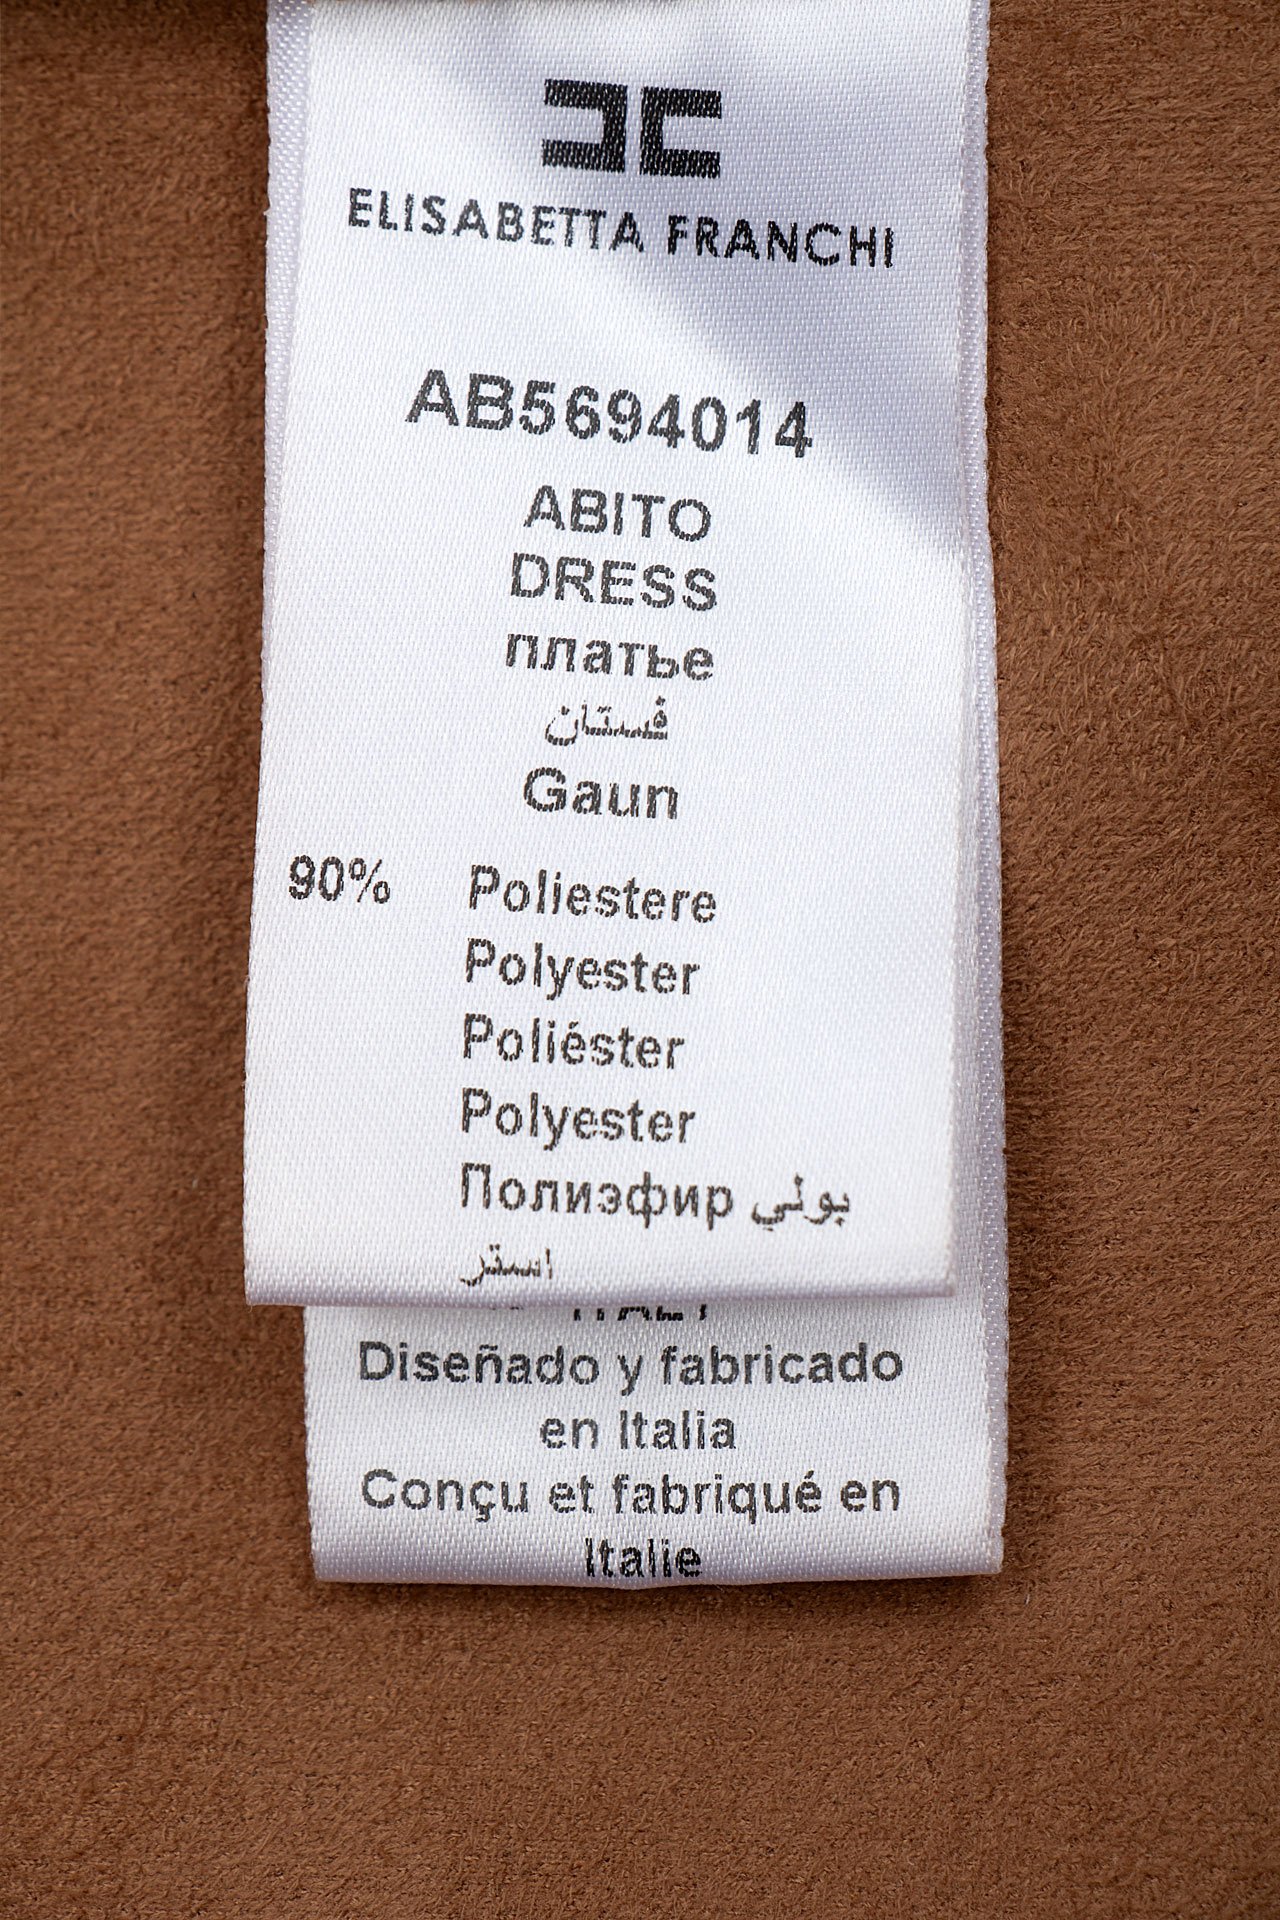 ELISABETTA FRANCHI
AB5694014
ABITO
DRESS
платье
فستان
Gaun
90% Poliestere
Polyester
Poliéster
Polyester
Полиэфир بولي
استر
Diseñado y fabricado
en Italia
Conçu et fabriqué en
Italie